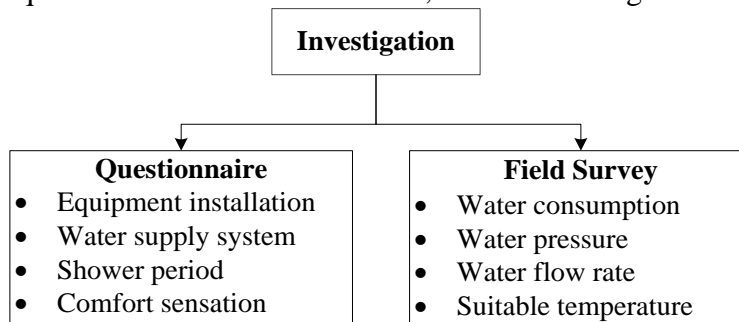 Investigation
Questionnaire
• Equipment installation
• Water supply system
• Shower period
• Comfort sensation
Field Survey
• Water consumption
• Water pressure
• Water flow rate
• Suitable temperature